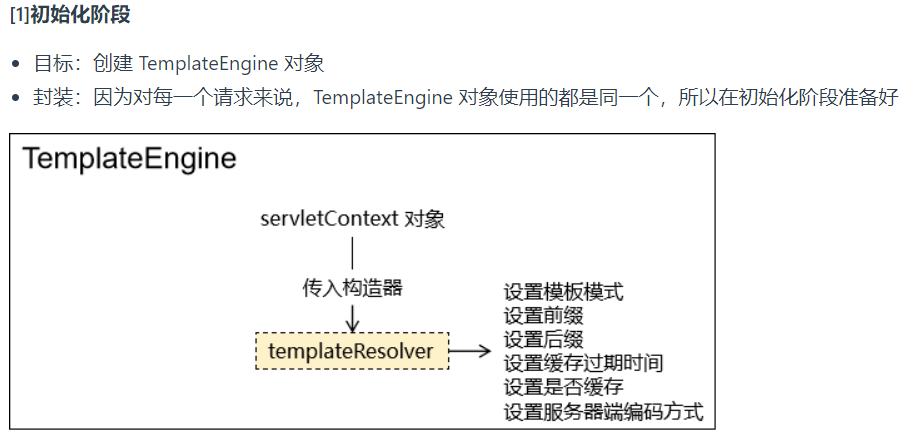 [1]初始化阶段
目标：创建 TemplateEngine 对象
封装：因为对每一个请求来说，TemplateEngine 对象使用的都是同一个，所以在初始化阶段准备好
TemplateEngine
servletContext 对象
传入构造器
templateResolver
设置模板模式
设置前缀
设置后缀
设置缓存过期时间
设置是否缓存
设置服务器端编码方式